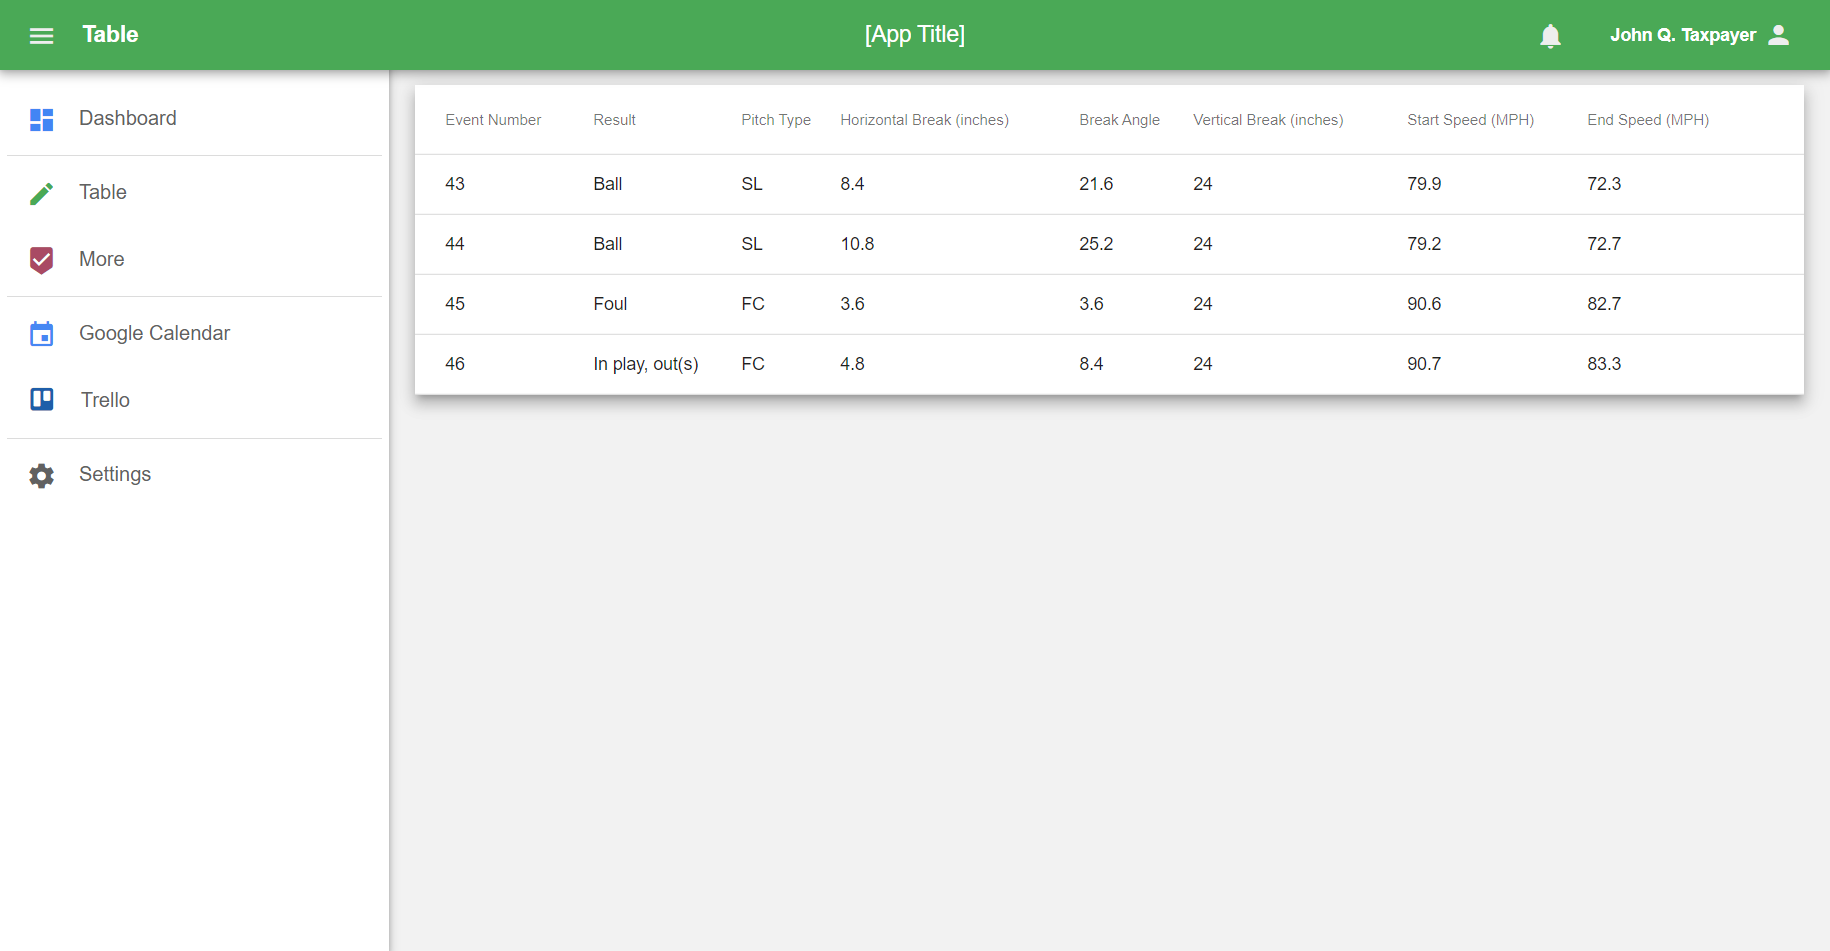 Table
[App Title]
John Q. Taxpayer
Dashboard
Table
More
Google Calendar
Trello
Settings
Event Number Result Pitch Type Horizontal Break (inches) Break Angle Vertical Break (inches) Start Speed (MPH) End Speed (MPH)
43 Ball SL 8.4 21.6 24 79.9 72.3
44 Ball SL 10.8 25.2 24 79.2 72.7
45 Foul FC 3.6 3.6 24 90.6 82.7
46 In play, out(s) FC 4.8 8.4 24 90.7 83.3